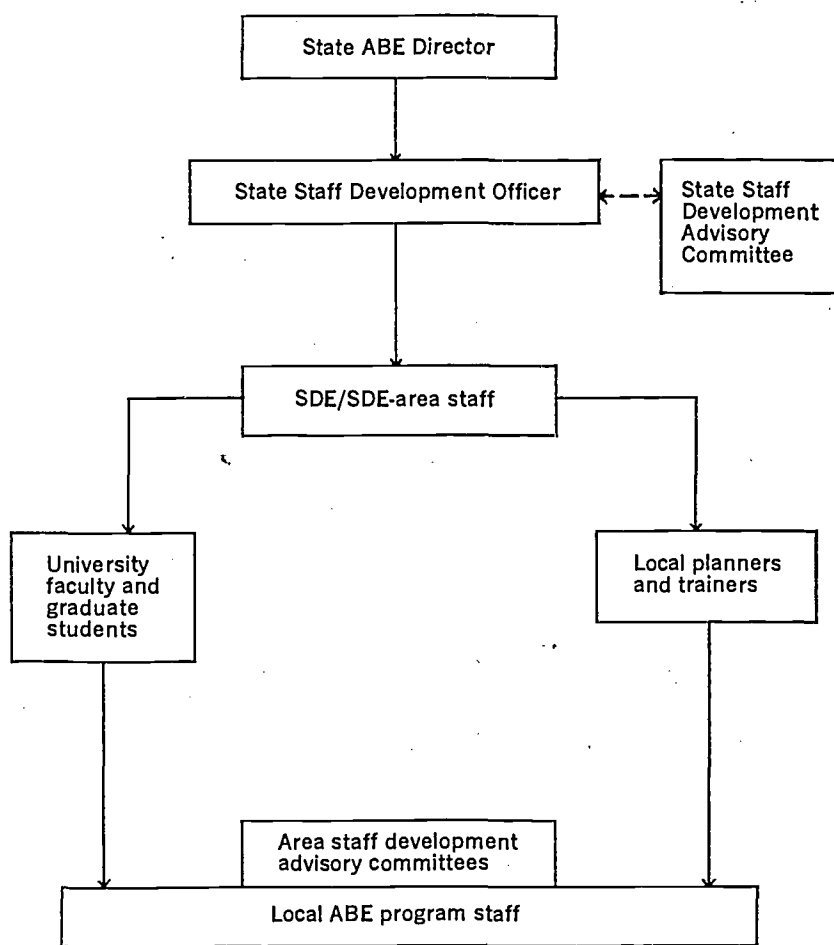 State ABE Director
State Staff Development Officer
State Staff
Development
Advisory
Committee
SDE/SDE-area staff
University
faculty and
graduate
students
Local planners
and trainers
Area staff development
advisory committees
Local ABE program staff